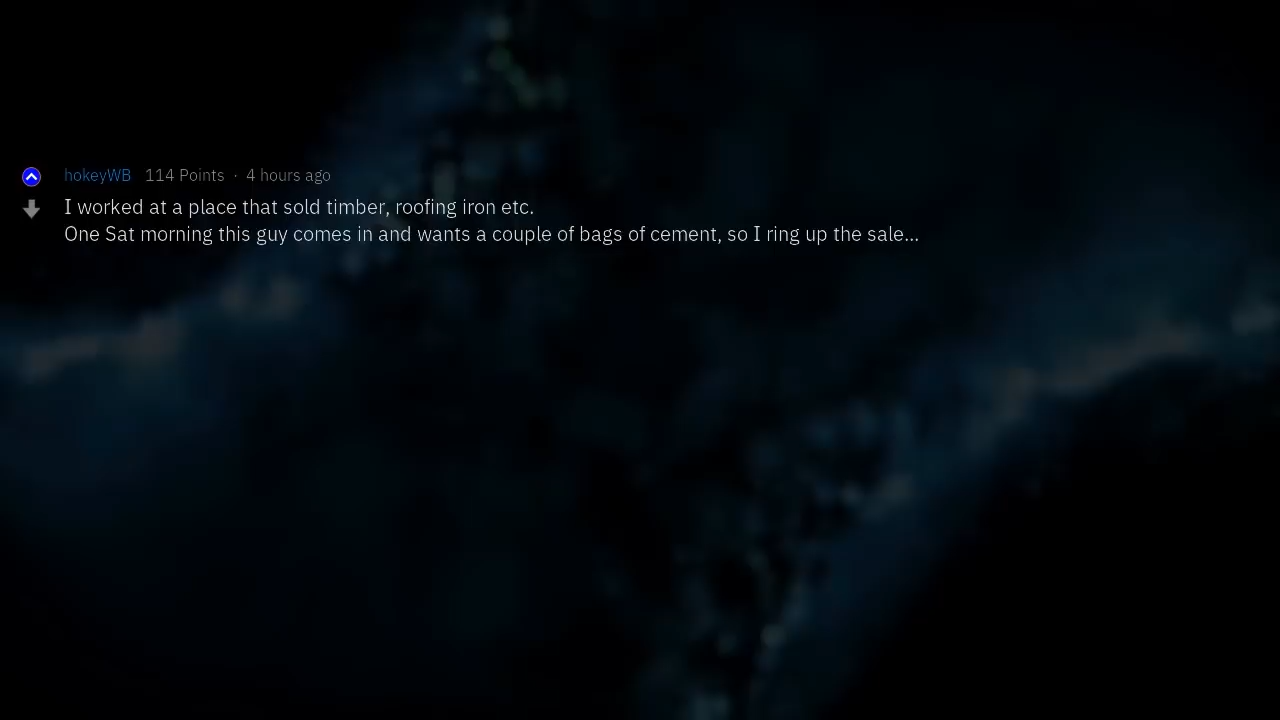 hokeyWB 114 Points · 4 hours ago
I worked at a place that sold timber, roofing iron etc.
One Sat morning this guy comes in and wants a couple of bags of cement, so I ring up the sale...